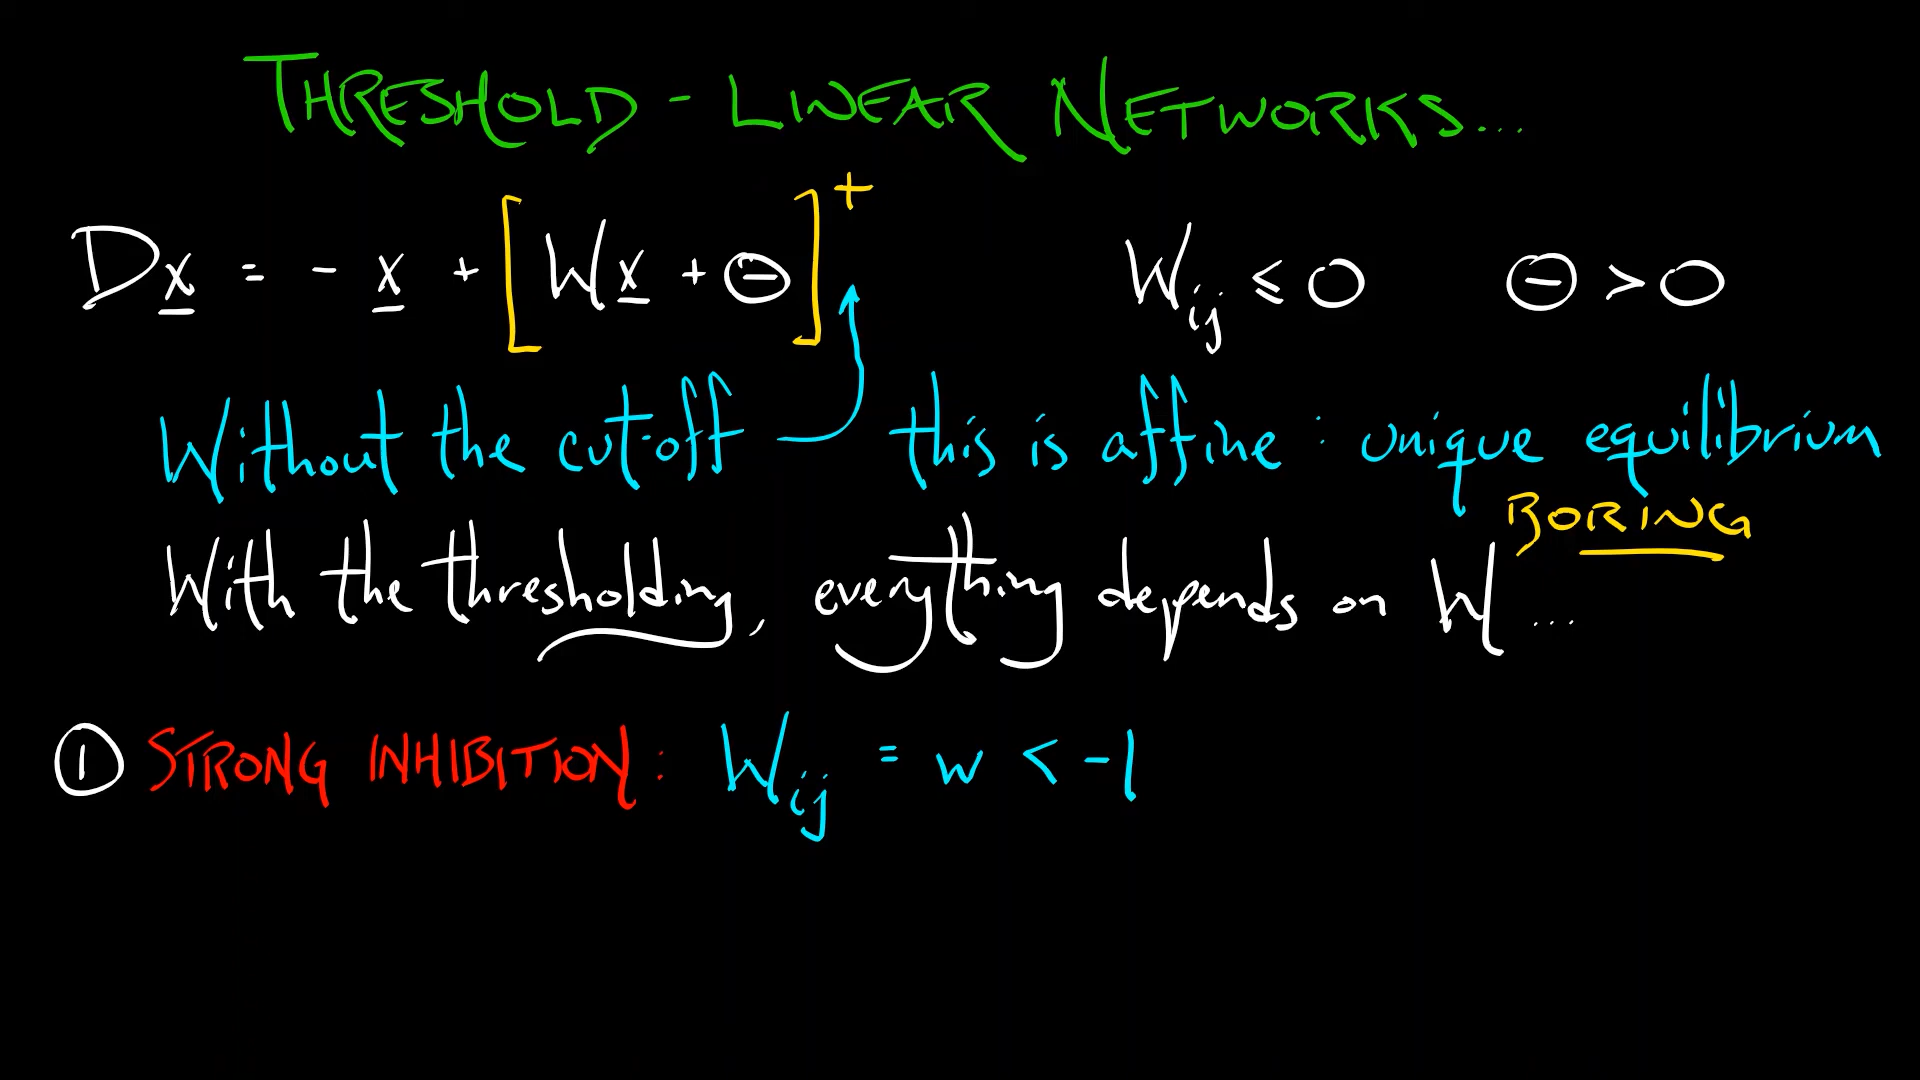 THRESHOLD - LINEAR NETWORKS...
Dx = - x + [Wx + Θ]⁺ Wij ≤ 0 Θ > 0
Without the cut-off this is affine : unique equilibrium
BORING
With the thresholding, everything depends on W ...
① STRONG INHIBITION : Wij = w < -1